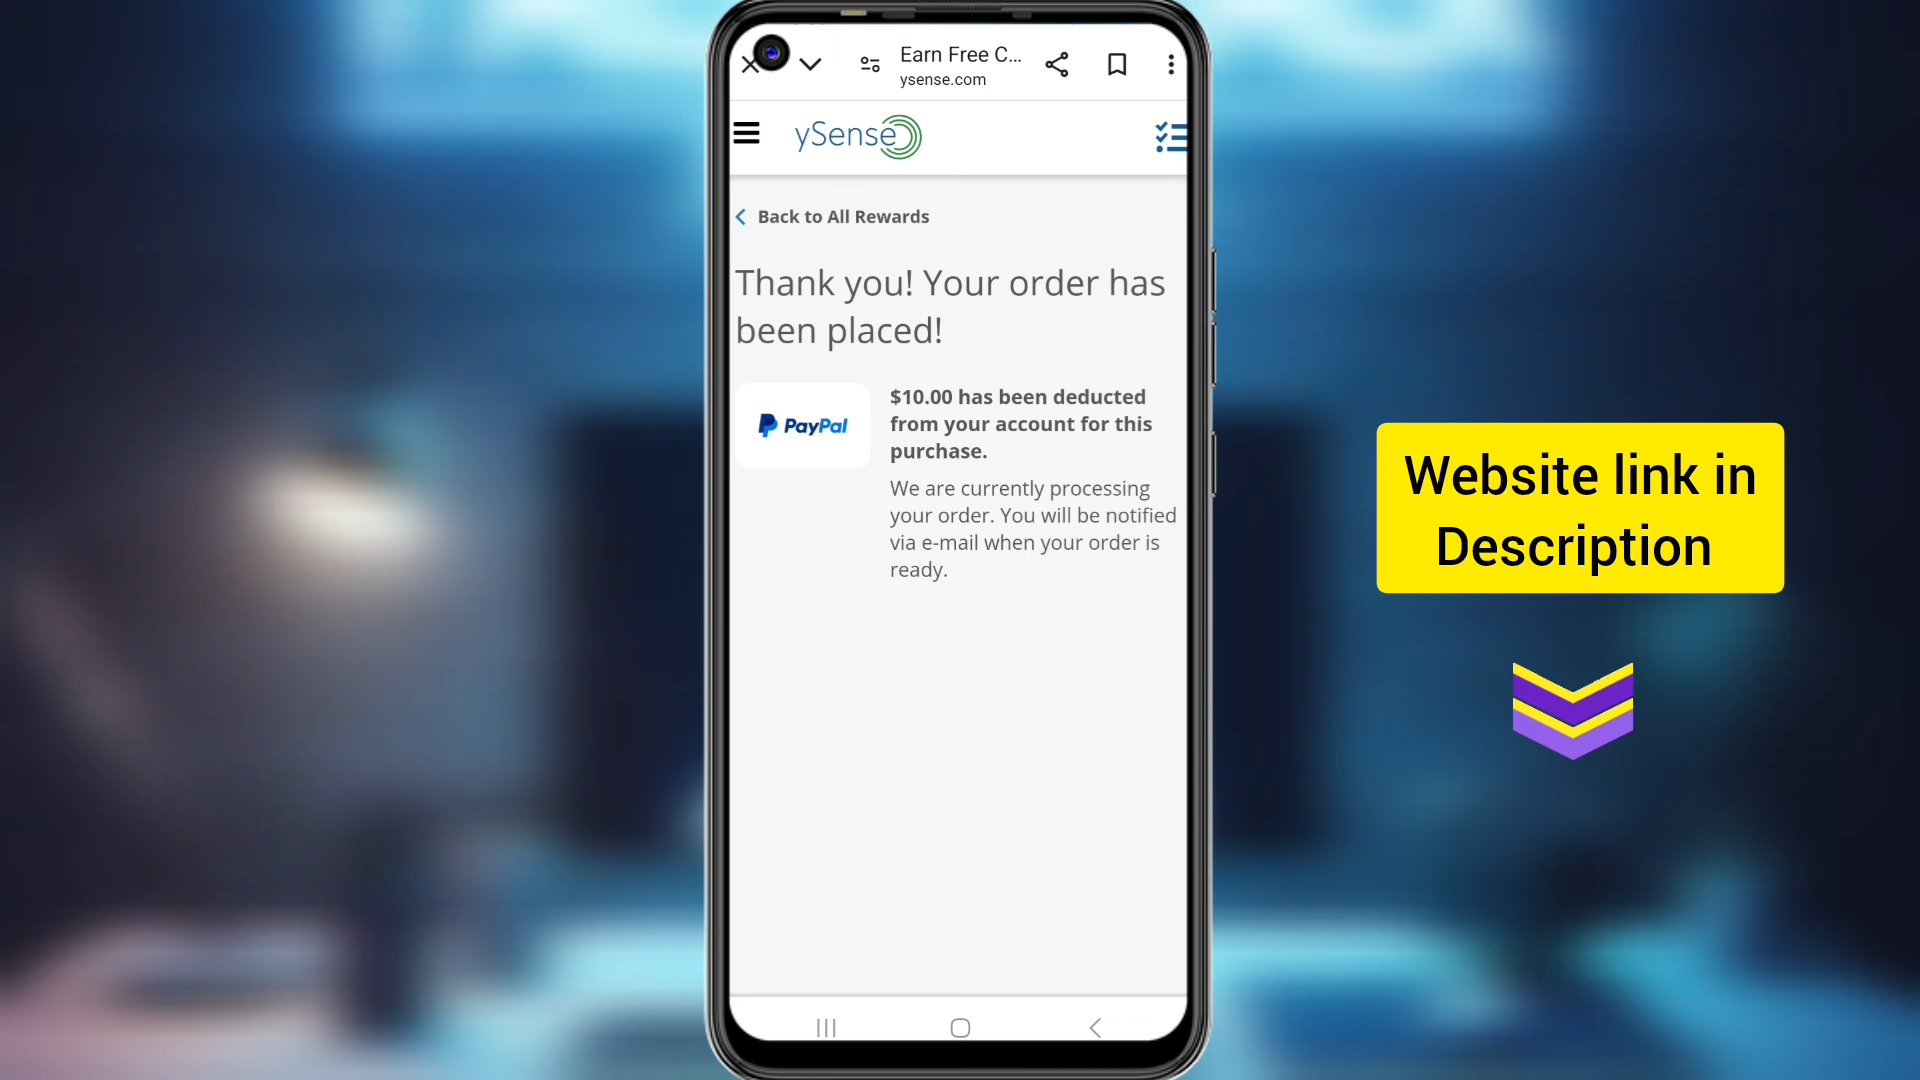 Earn Free C...
ysense.com
ySense
Back to All Rewards
Thank you! Your order has
been placed!
PayPal
$10.00 has been deducted
from your account for this
purchase.
We are currently processing
your order. You will be notified
via e-mail when your order is
ready.
Website link in
Description